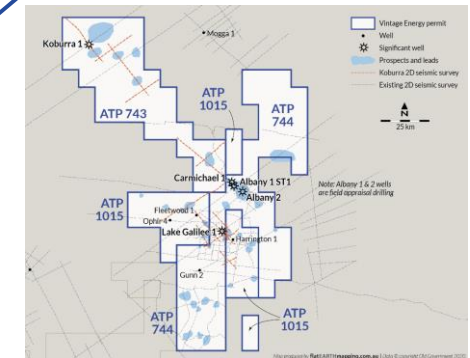 Koburra 1
Mogga 1
Vintage Energy permit
Well
Significant well
Prospects and leads
Koburra 2D seismic survey
Existing 2D seismic survey
N
25 km
ATP
1015
ATP
744
ATP 743
Carmichael 1
Albany 1 ST1
Albany 2
Note: Albany 1 & 2 wells
are field appraisal drilling
ATP
1015
Fleetwood 1
Ophir 4
Lake Galilee 1
Harrington 1
Gunn 2
ATP
744
ATP
1015